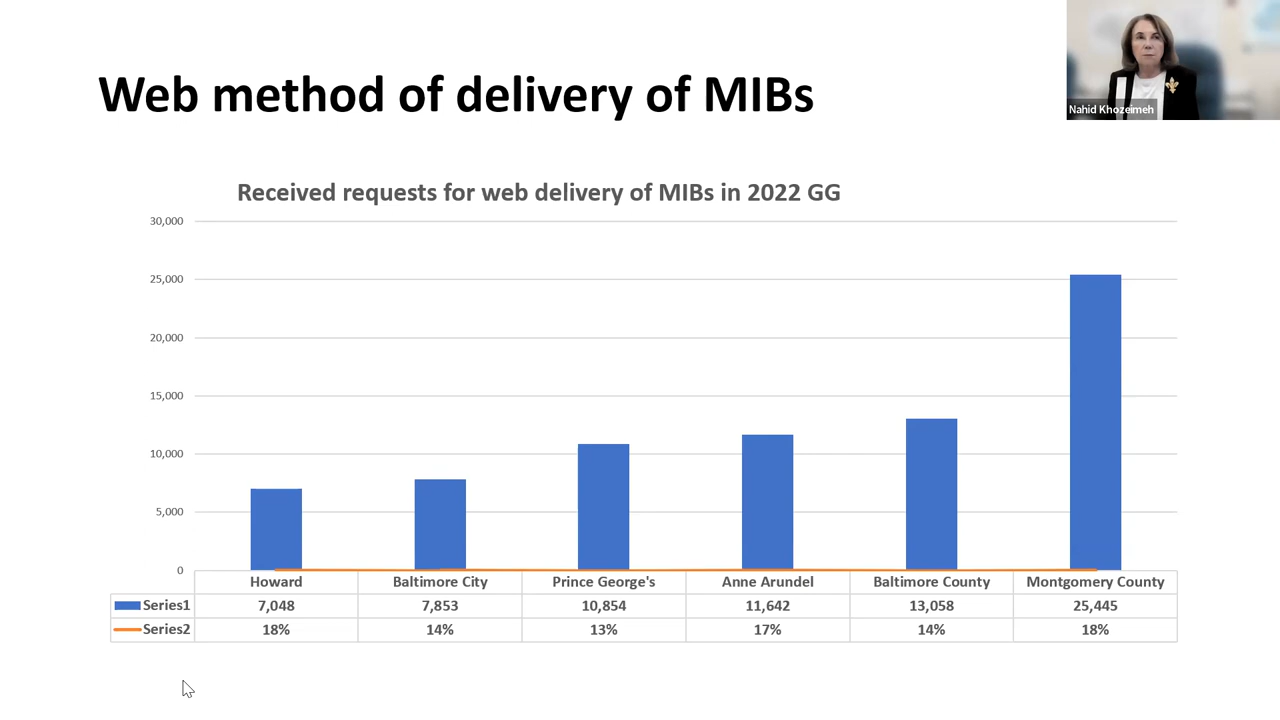 Web method of delivery of MIBs
Nahid Khozeimeh
Received requests for web delivery of MIBs in 2022 GG
30,000
25,000
20,000
15,000
10,000
5,000
0
Howard Baltimore City Prince George's Anne Arundel Baltimore County Montgomery County
Series1 7,048 7,853 10,854 11,642 13,058 25,445
Series2 18% 14% 13% 17% 14% 18%